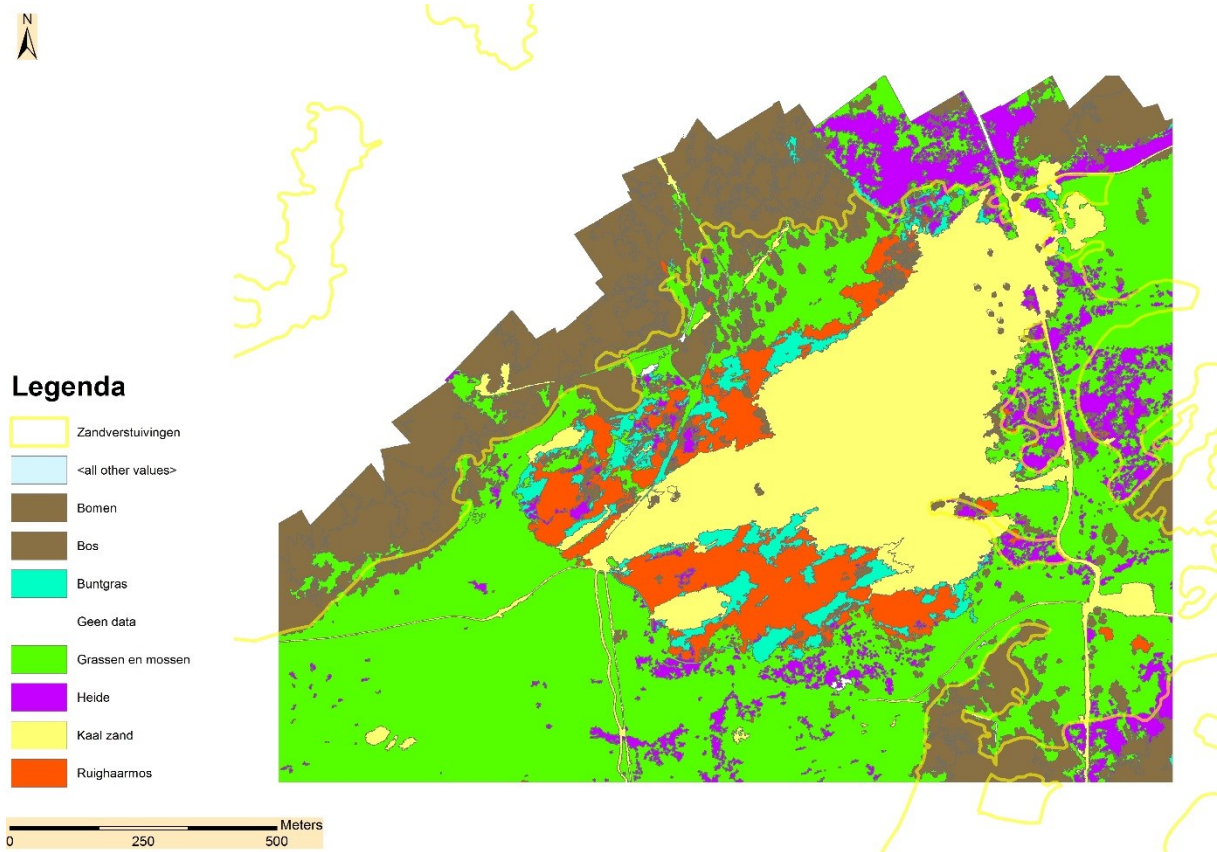 N
Legenda
Zandverstuivingen
<all other values>
Bomen
Bos
Buntgras
Geen data
Grassen en mossen
Heide
Kaal zand
Ruighaarmos
Meters
0 250 500